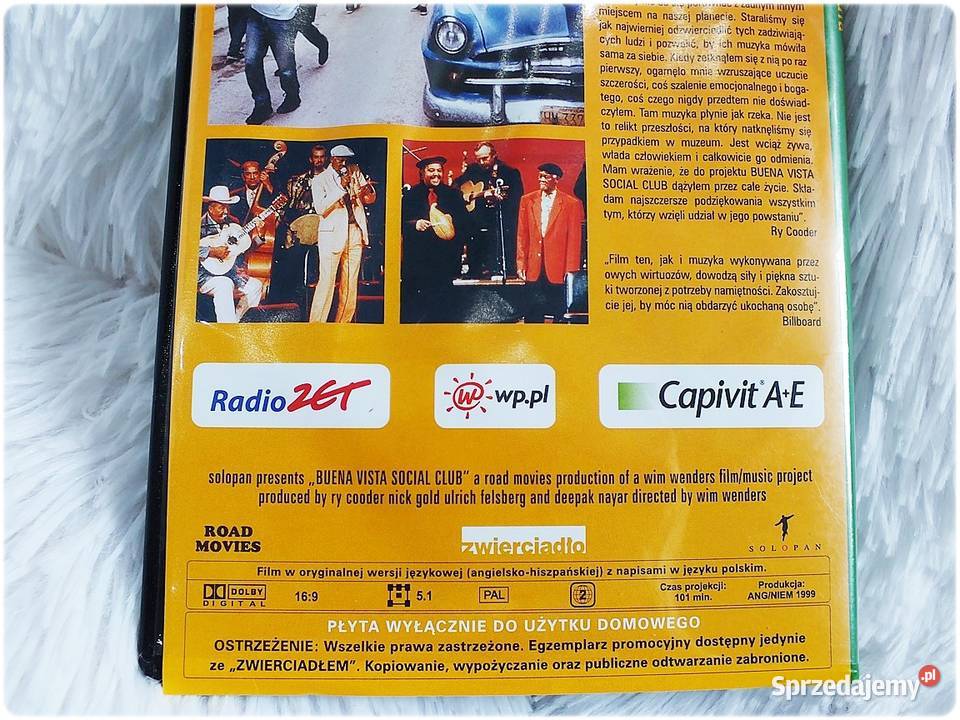 miejscem na naszej planecie. Staraliśmy się
jak najwierniej odzwierciedlić tych zadziwiają-
cych ludzi i pozwolić, by ich muzyka mówiła
sama za siebie. Kiedy zetknąłem się z nią po raz
pierwszy, ogarnęło mnie wzruszające uczucie
szczerości, coś szalenie emocjonalnego i boga-
tego, coś czego nigdy przedtem nie doświad-
czyłem. Tam muzyka płynie jak rzeka. Nie jest
to relikt przeszłości, na który natknęliśmy się
przypadkiem w muzeum. Jest wciąż żywa,
włada człowiekiem i całkowicie go odmienia.
Mam wrażenie, że do projektu BUENA VISTA
SOCIAL CLUB dążyłem przez całe życie. Skła-
dam najszczersze podziękowania wszystkim
tym, którzy wzięli udział w jego powstaniu".
Ry Cooder
„Film ten, jak i muzyka wykonywana przez
owych wirtuozów, dowodzą siły i piękna sztu-
ki tworzonej z potrzeby namiętności. Zakosztuj-
cie jej, by móc nią obdarzyć ukochaną osobę".
Billboard
Radio ZET
wp wp.pl
Capivit® A+E
solopan presents „BUENA VISTA SOCIAL CLUB" a road movies production of a wim wenders film/music project
produced by ry cooder nick gold ulrich felsberg and deepak nayar directed by wim wenders
ROAD
MOVIES
zwierciadło
SOLOPAN
Film w oryginalnej wersji językowej (angielsko-hiszpańskiej) z napisami w języku polskim.
DOLBY
DIGITAL
16:9
5.1
PAL
2
Czas projekcji:
101 min.
Produkcja:
ANG/NIEM 1999
PŁYTA WYŁĄCZNIE DO UŻYTKU DOMOWEGO
OSTRZEŻENIE: Wszelkie prawa zastrzeżone. Egzemplarz promocyjny dostępny jedynie
ze „ZWIERCIADŁEM". Kopiowanie, wypożyczanie oraz publiczne odtwarzanie zabronione.
Sprzedajemy.pl